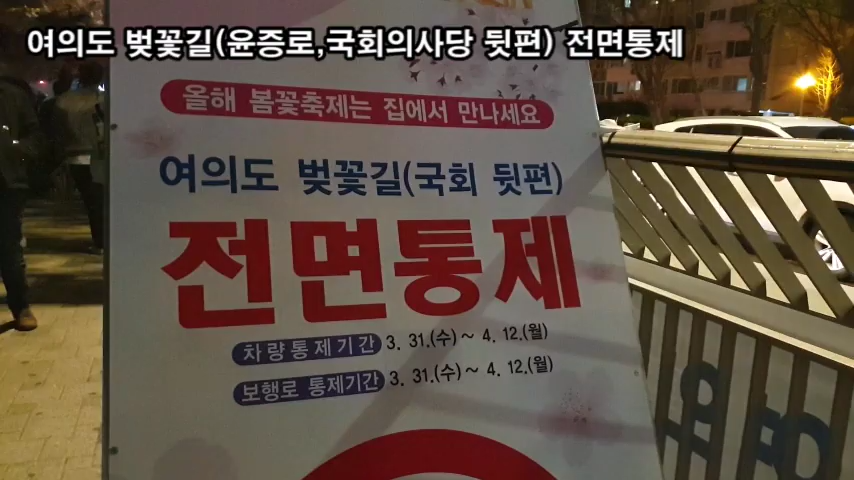 여의도 벚꽃길(윤증로,국회의사당 뒷편) 전면통제
올해 봄꽃축제는 집에서 만나세요
여의도 벚꽃길(국회 뒷편)
전면통제
차량통제기간 3. 31.(수) ~ 4. 12.(월)
보행로 통제기간 3. 31.(수) ~ 4. 12.(월)